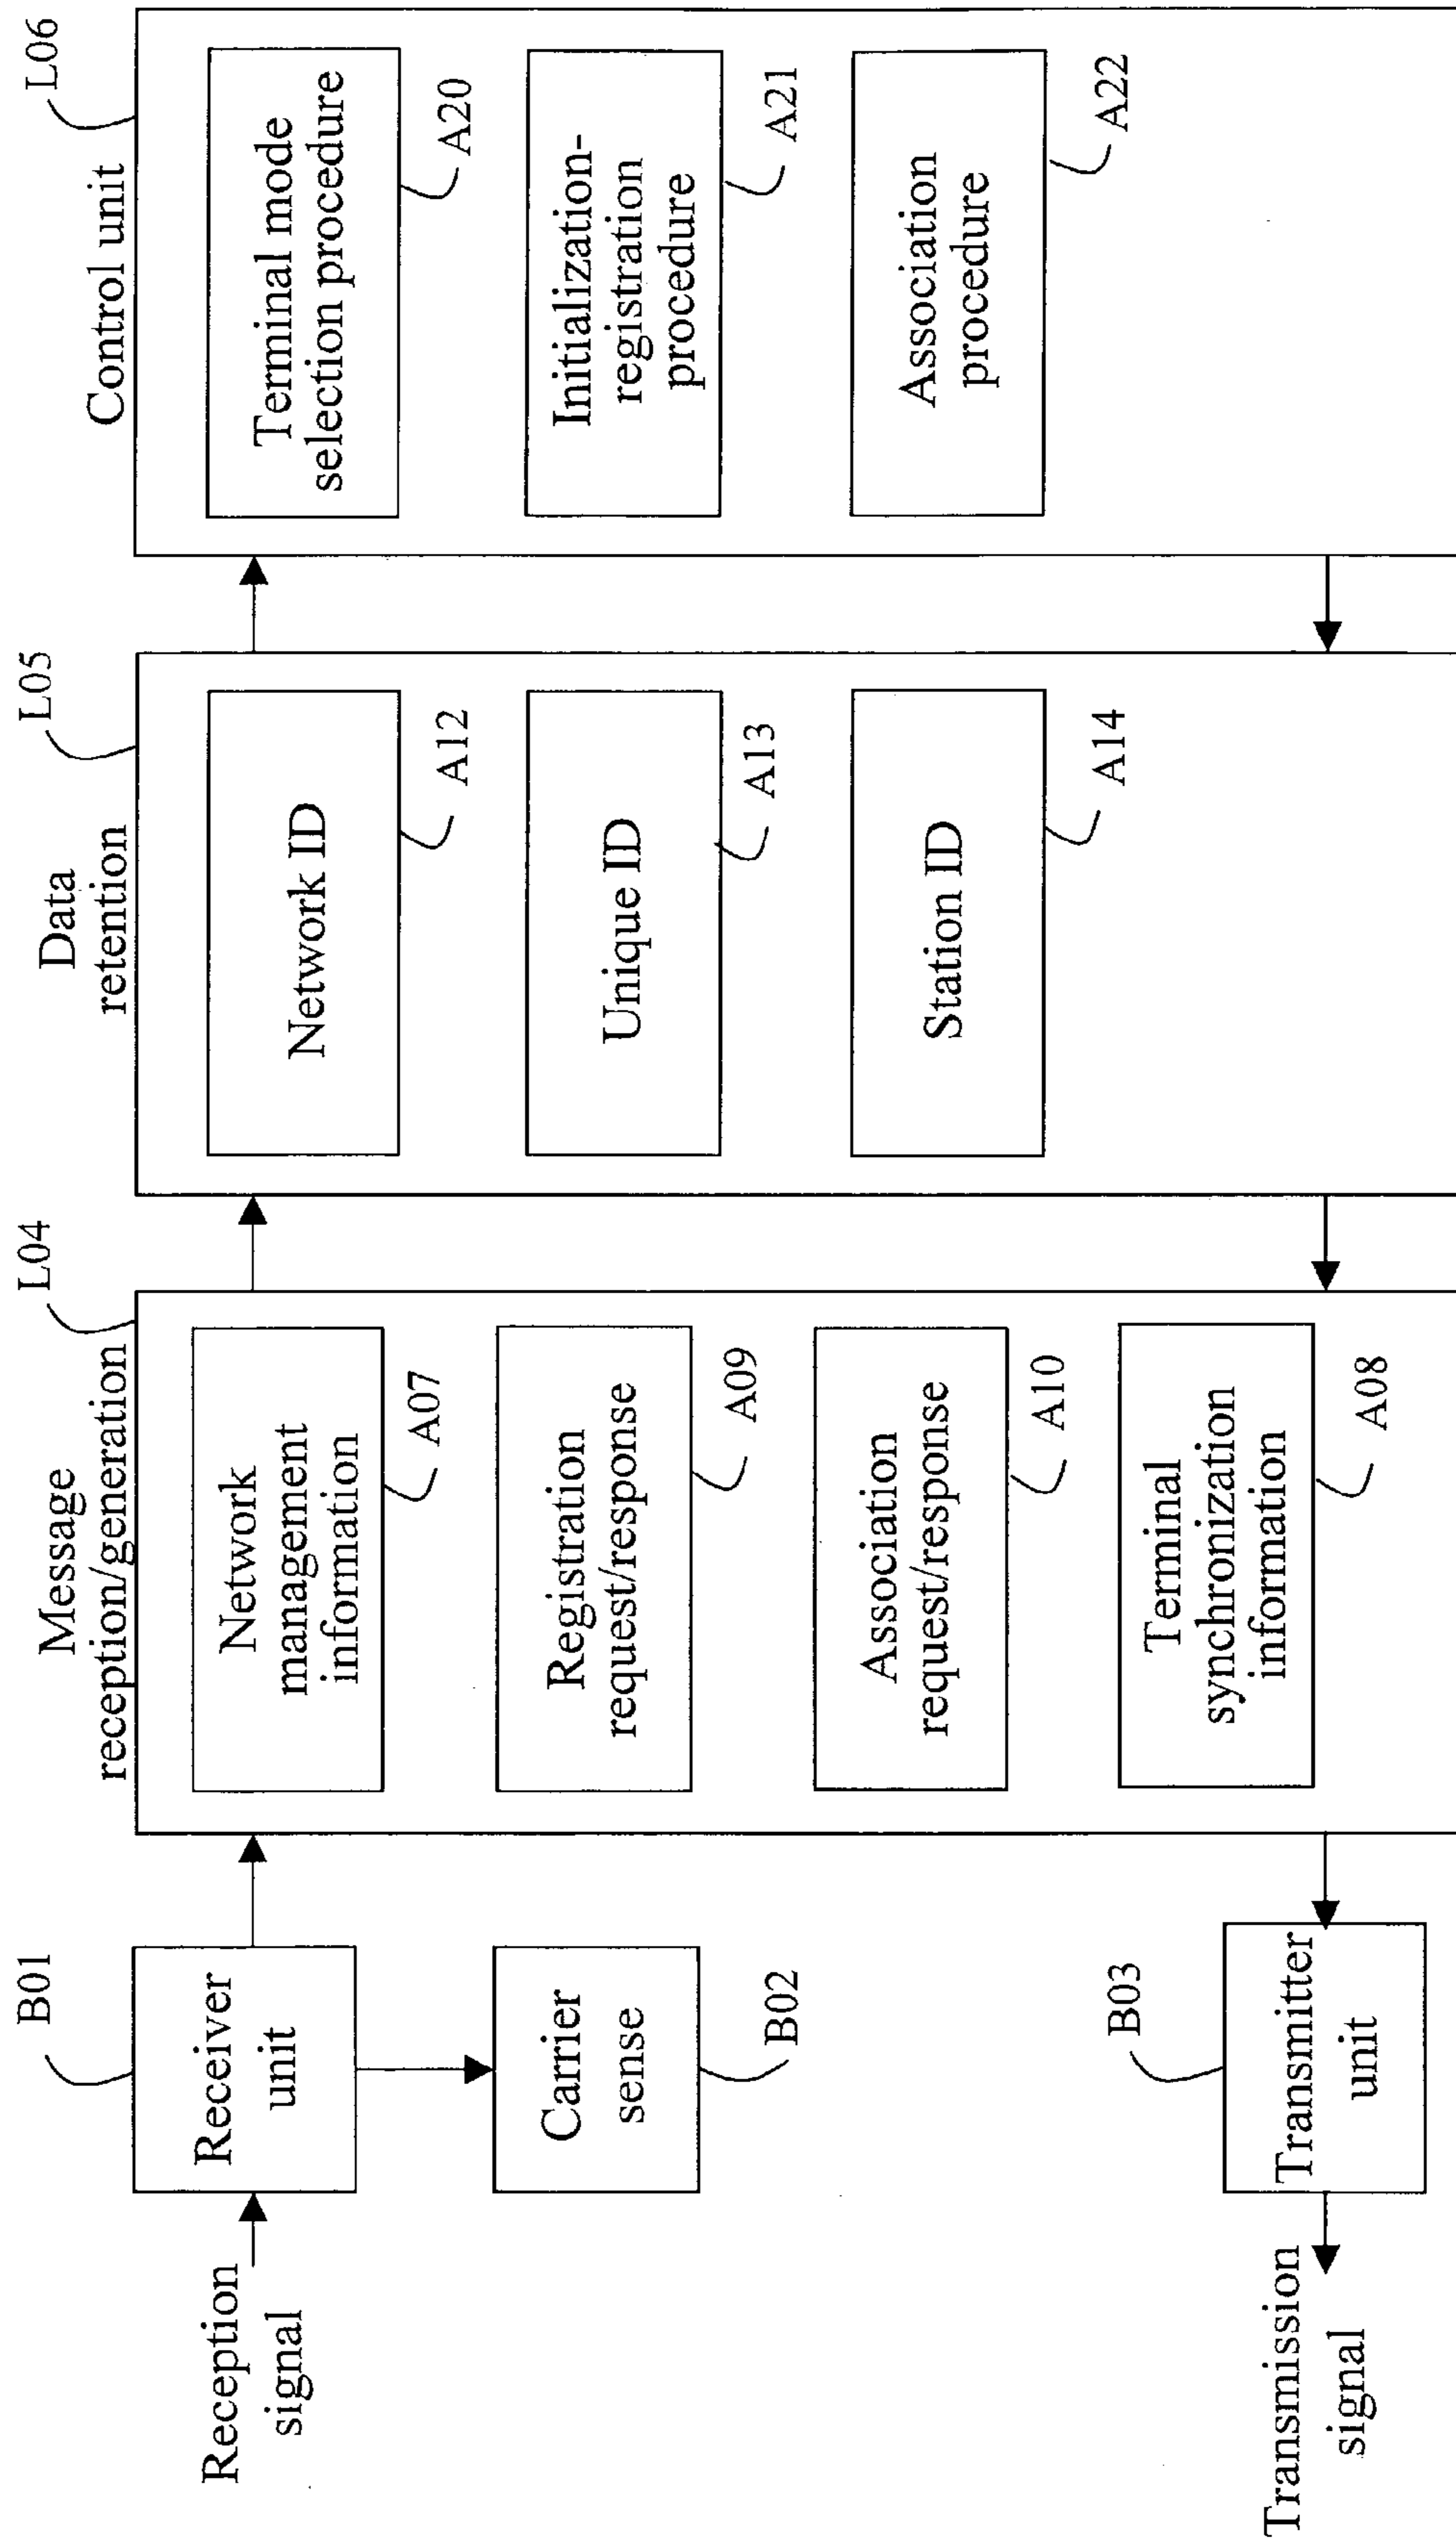 Reception
signal
B01
Receiver
unit
Carrier
sense
B02
B03
Transmitter
unit
Transmission
signal
Message
reception/generation
L04
Network
management
information
A07
Registration
request/response
A09
Association
request/response
A10
Terminal
synchronization
information
A08
Data
retention
L05
Network ID
A12
Unique ID
A13
Station ID
A14
Control unit
L06
Terminal mode
selection procedure
A20
Initialization-
registration
procedure
A21
Association
procedure
A22